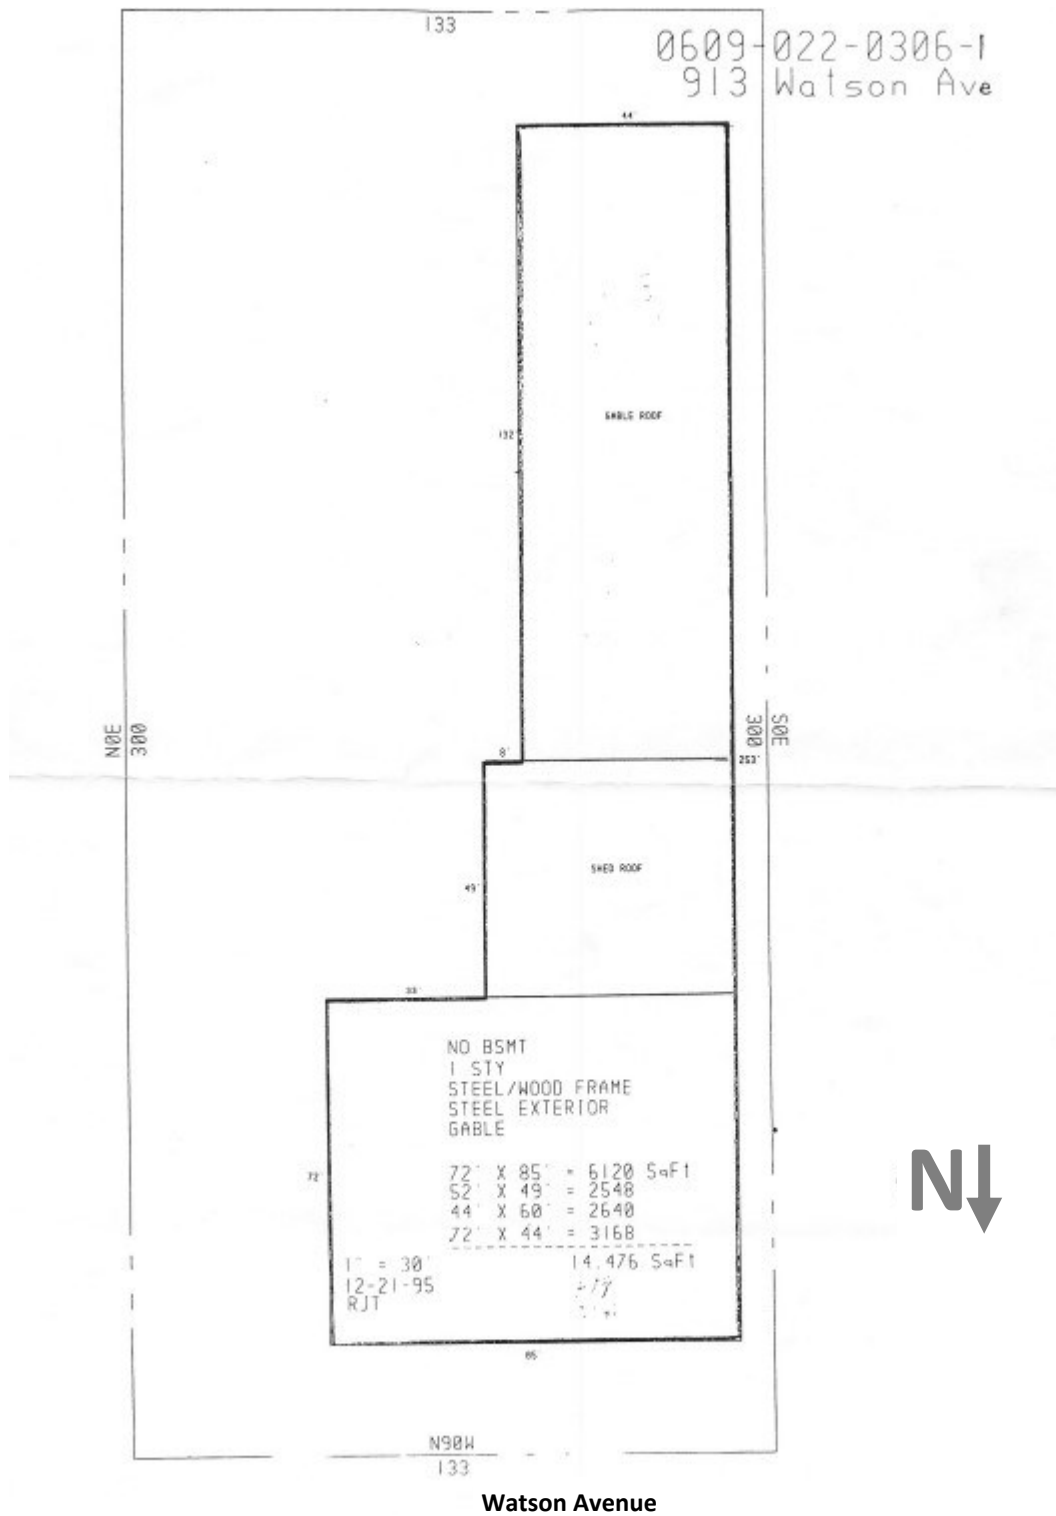 133
0609-022-0306-1
913 Watson Ave
44'
GABLE ROOF
132'
N0E
300
300
S0E
8'
253'
SHED ROOF
49'
33'
NO BSMT
1 STY
STEEL/WOOD FRAME
STEEL EXTERIOR
GABLE
72'
72' X 85' = 6120 SqFt
52' X 49' = 2548
44' X 60' = 2640
72' X 44' = 3168
14,476 SqFt
1" = 30'
12-21-95
RJT
N↓
85
N90W
133
Watson Avenue